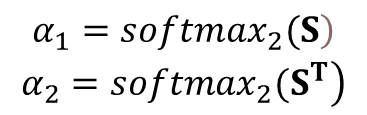 α₁ = softmax₂(𝐒)
α₂ = softmax₂(𝐒ᵀ)